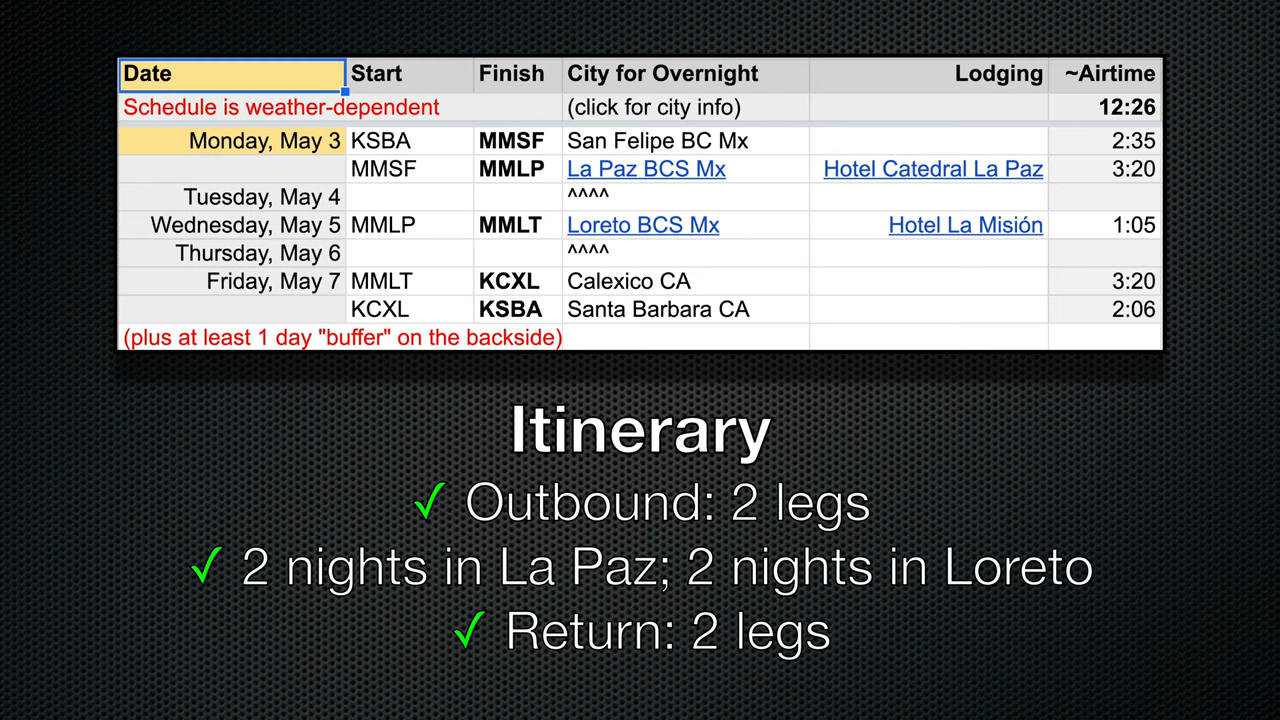 Date Start Finish City for Overnight Lodging ~Airtime
Schedule is weather-dependent (click for city info) 12:26
Monday, May 3 KSBA MMSF San Felipe BC Mx 2:35
MMSF MMLP La Paz BCS Mx Hotel Catedral La Paz 3:20
Tuesday, May 4 ^^^^
Wednesday, May 5 MMLP MMLT Loreto BCS Mx Hotel La Misión 1:05
Thursday, May 6 ^^^^
Friday, May 7 MMLT KCXL Calexico CA 3:20
KCXL KSBA Santa Barbara CA 2:06
(plus at least 1 day "buffer" on the backside)
Itinerary
✓ Outbound: 2 legs
✓ 2 nights in La Paz; 2 nights in Loreto
✓ Return: 2 legs